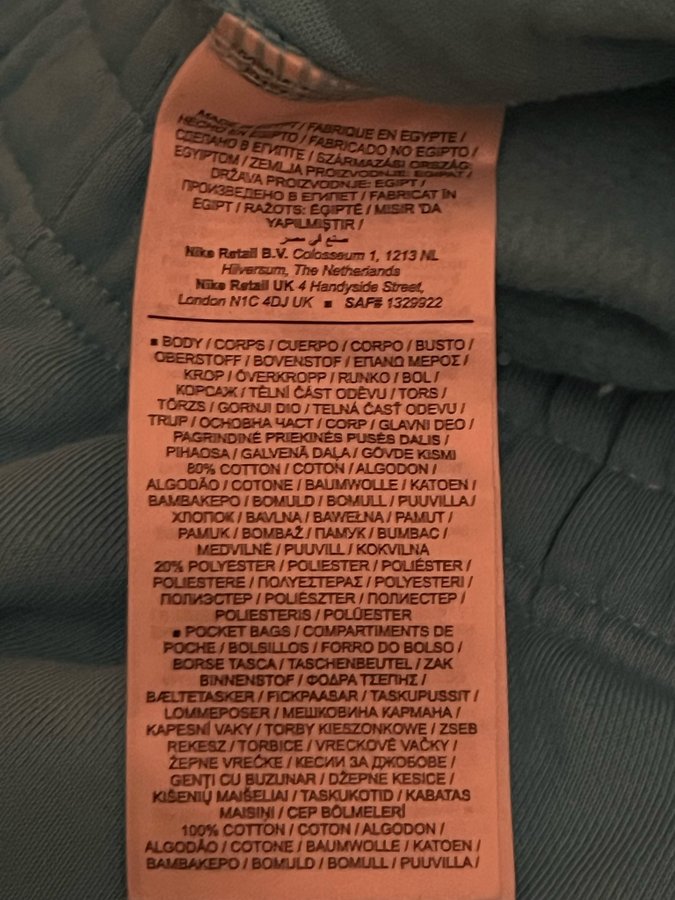 / FABRIQUE EN EGYPTE /
HECHO EN EGIPTO / FABRICADO NO EGIPTO /
СДЕЛАНО В ЕГИПТЕ / SZÁRMAZÁSI ORSZÁG:
EGYIPTOM / ZEMLJA PROIZVODNJE: EGIPAT /
DRŽAVA PROIZVODNJE: EGIPT /
ПРОИЗВЕДЕНО В ЕГИПЕТ / FABRICAT ÎN
EGIPT / RAŽOTS: ĒĢIPTE / MISIR 'DA
YAPILMIŞTIR /
صنع في مصر
Nike Retail B.V. Colosseum 1, 1213 NL
Hilversum, The Netherlands
Nike Retail UK 4 Handyside Street,
London N1C 4DJ UK ■ SAF# 1329922
■ BODY / CORPS / CUERPO / CORPO / BUSTO /
OBERSTOFF / BOVENSTOF / ΕΠΑΝΩ ΜΕΡΟΣ /
KROP / ÖVERKROPP / RUNKO / BOL /
КОРСАЖ / TĚLNÍ ČÁST ODĚVU / TORS /
TÖRZS / GORNJI DIO / TELNÁ ČASŤ ODEVU /
TRUP / ОСНОВНА ЧАСТ / CORP / GLAVNI DEO /
PAGRINDINĖ PRIEKINĖS PUSĖS DALIS /
PIHAOSA / GALVENĀ DAĻA / GÖVDE KISMI
80% COTTON / COTON / ALGODON /
ALGODÃO / COTONE / BAUMWOLLE / KATOEN /
ΒΑΜΒΑΚΕΡΟ / BOMULD / BOMULL / PUUVILLA /
ХЛОПОК / BAVLNA / BAWEŁNA / PAMUT /
PAMUK / BOMBAŽ / ПАМУК / BUMBAC /
MEDVILNĖ / PUUVILL / KOKVILNA
20% POLYESTER / POLIESTER / POLIÉSTER /
POLIESTERE / ΠΟΛΥΕΣΤΕΡΑΣ / POLYESTERI /
ПОЛИЭСТЕР / POLIÉSZTER / ПОЛИЕСТЕР /
POLIESTERIS / POLÜESTER
■ POCKET BAGS / COMPARTIMENTS DE
POCHE / BOLSILLOS / FORRO DO BOLSO /
BORSE TASCA / TASCHENBEUTEL / ZAK
BINNENSTOF / ΦΟΔΡΑ ΤΣΕΠΗΣ /
BÆLTETASKER / FICKPAASAR / TASKUPUSSIT /
LOMMEPOSER / МЕШКОВИНА КАРМАНА /
KAPESNÍ VAKY / TORBY KIESZONKOWE / ZSEB
REKESZ / TORBICE / VRECKOVÉ VAČKY /
ŽEPNE VREČKE / КЕСИИ ЗА ДЖОБОВЕ /
GENŢI CU BUZUNAR / DŽEPNE KESICE /
KIŠENIŲ MAIŠELIAI / TASKUKOTID / KABATAS
MAISIŅI / CEP BÖLMELERİ
100% COTTON / COTON / ALGODON /
ALGODÃO / COTONE / BAUMWOLLE / KATOEN /
ΒΑΜΒΑΚΕΡΟ / BOMULD / BOMULL / PUUVILLA /